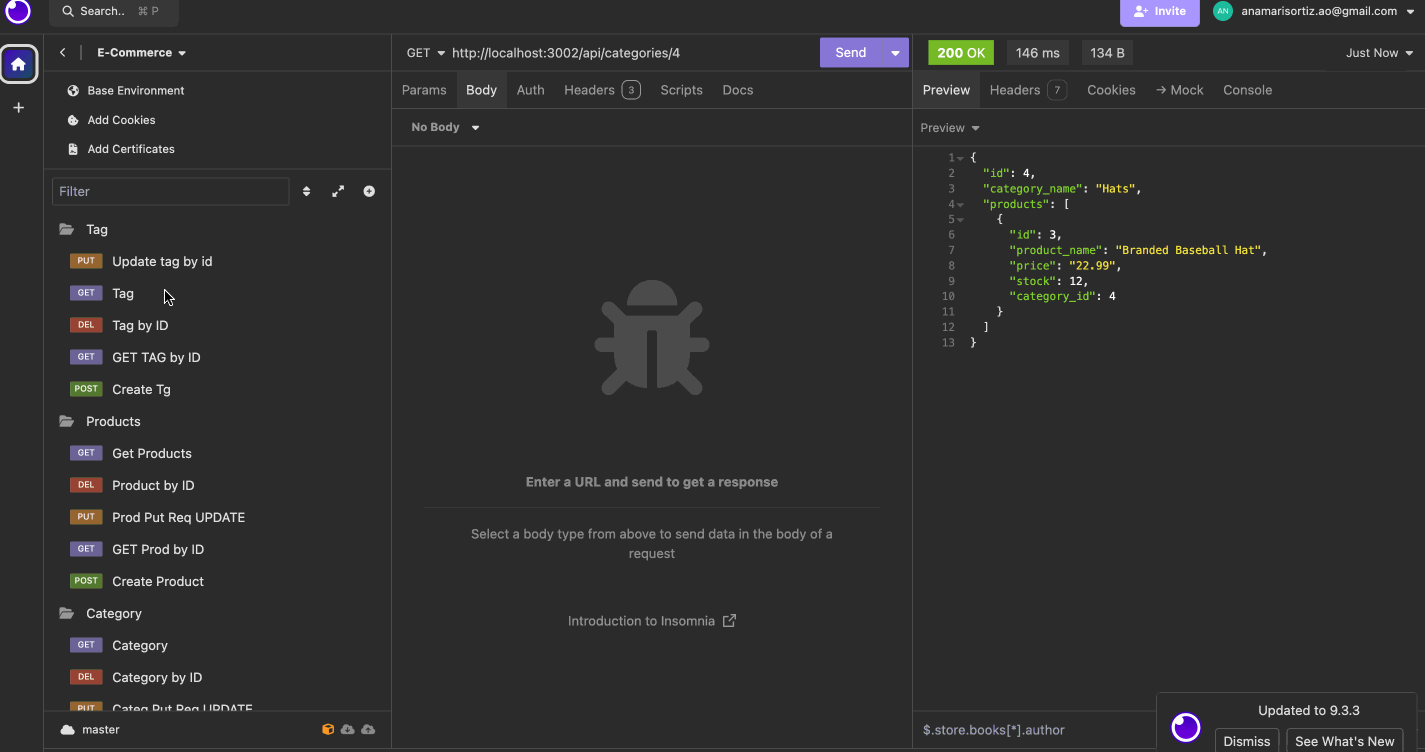 Search.. ⌘ P
Invite
AN anamarisortiz.ao@gmail.com
E-Commerce
Base Environment
Add Cookies
Add Certificates
Filter
Tag
PUT Update tag by id
GET Tag
DEL Tag by ID
GET GET TAG by ID
POST Create Tg
Products
GET Get Products
DEL Product by ID
PUT Prod Put Req UPDATE
GET GET Prod by ID
POST Create Product
Category
GET Category
DEL Category by ID
PUT Categ Put Req UPDATE
master
GET http://localhost:3002/api/categories/4
Send
Params Body Auth Headers 3 Scripts Docs
No Body
Enter a URL and send to get a response
Select a body type from above to send data in the body of a
request
Introduction to Insomnia
200 OK 146 ms 134 B
Just Now
Preview Headers 7 Cookies → Mock Console
Preview
1 {
2 "id": 4,
3 "category_name": "Hats",
4 "products": [
5 {
6 "id": 3,
7 "product_name": "Branded Baseball Hat",
8 "price": "22.99",
9 "stock": 12,
10 "category_id": 4
11 }
12 ]
13 }
$.store.books[*].author
Updated to 9.3.3
Dismiss See What's New